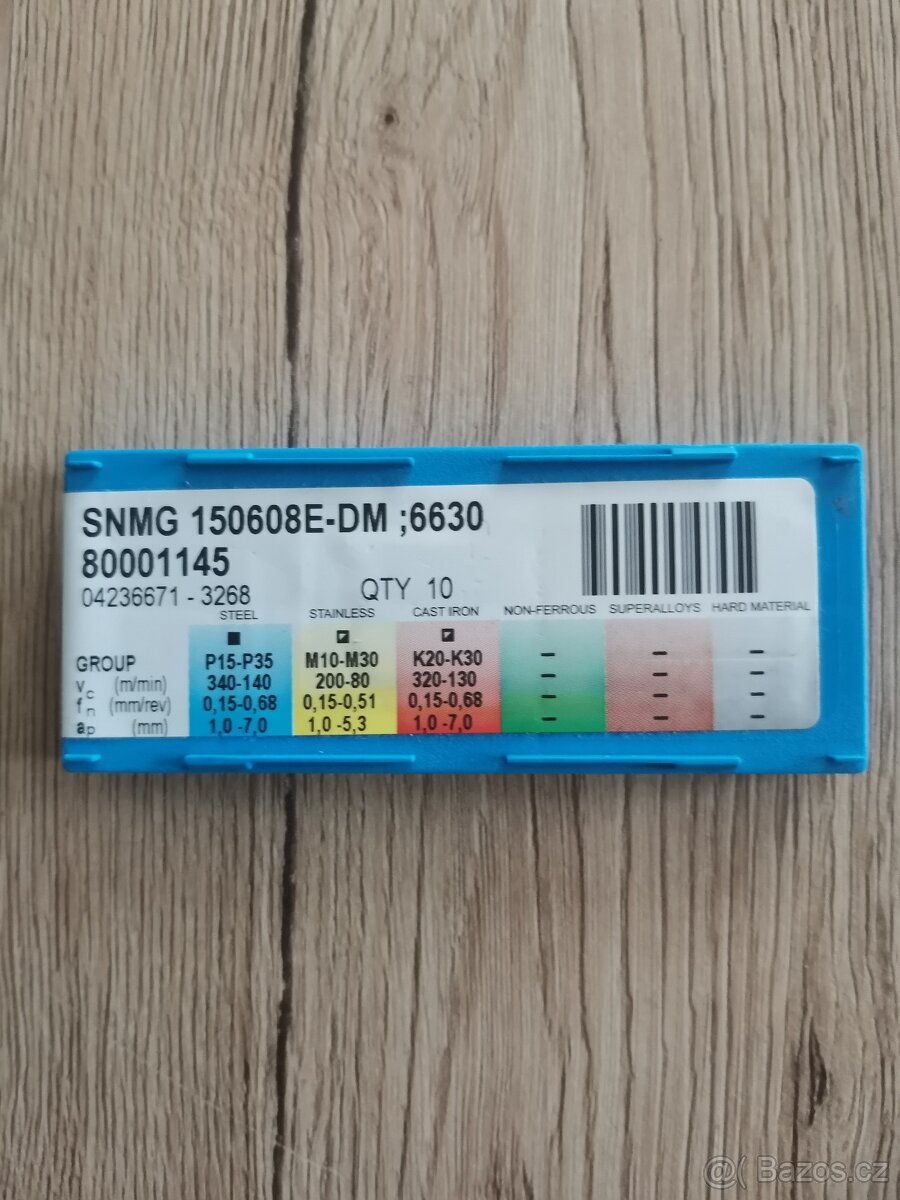 SNMG 150608E-DM ;6630
80001145
04236671 - 3268 QTY 10
STEEL STAINLESS CAST IRON NON-FERROUS SUPERALLOYS HARD MATERIAL
GROUP P15-P35 M10-M30 K20-K30 - - -
vc (m/min) 340-140 200-80 320-130 - - -
fn (mm/rev) 0,15-0,68 0,15-0,51 0,15-0,68 - - -
ap (mm) 1,0 -7,0 1,0 -5,3 1,0 -7,0 - - -
@( Bazos.cz